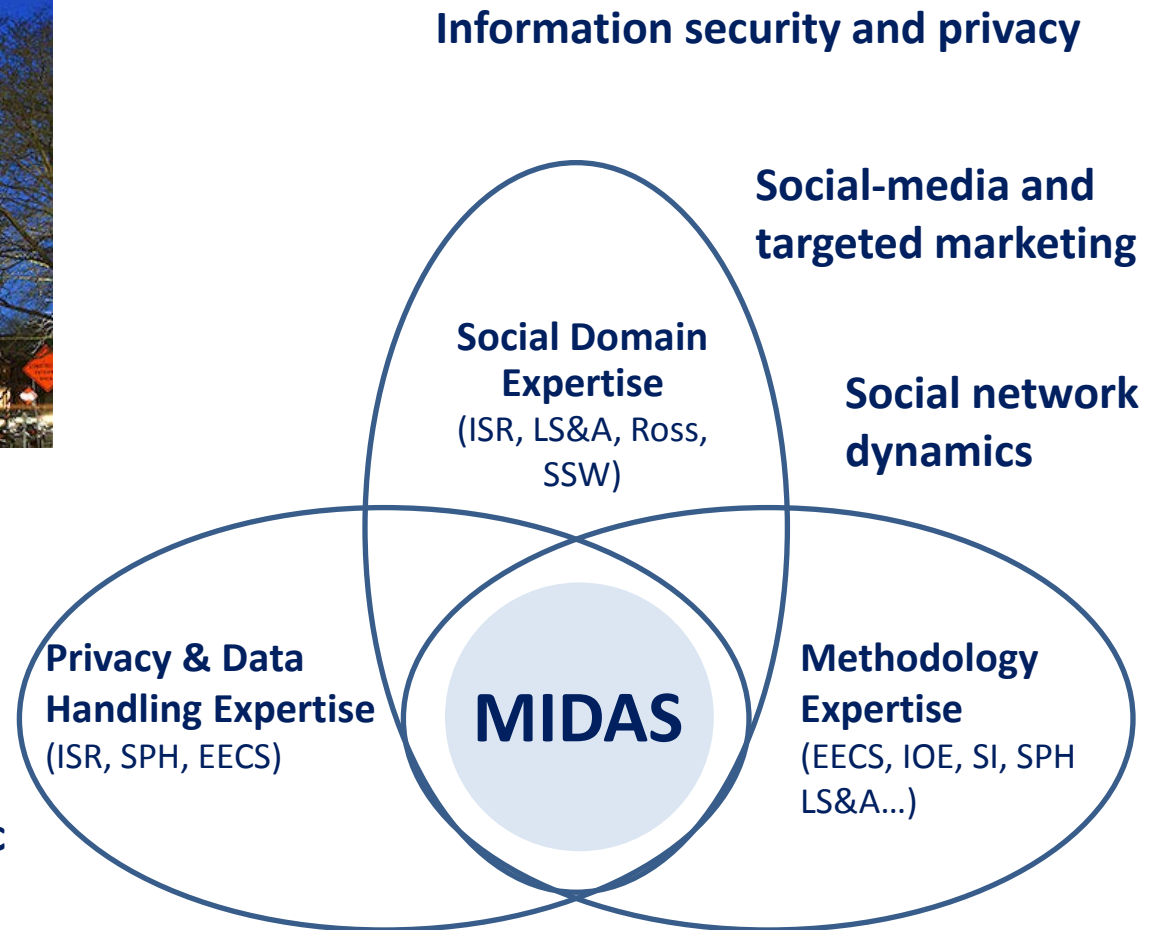 Information security and privacy
Social-media and
targeted marketing
Social Domain
Expertise
(ISR, LS&A, Ross,
SSW)
Social network
dynamics
Privacy & Data
Handling Expertise
(ISR, SPH, EECS)
MIDAS
Methodology
Expertise
(EECS, IOE, SI, SPH
LS&A…)
c